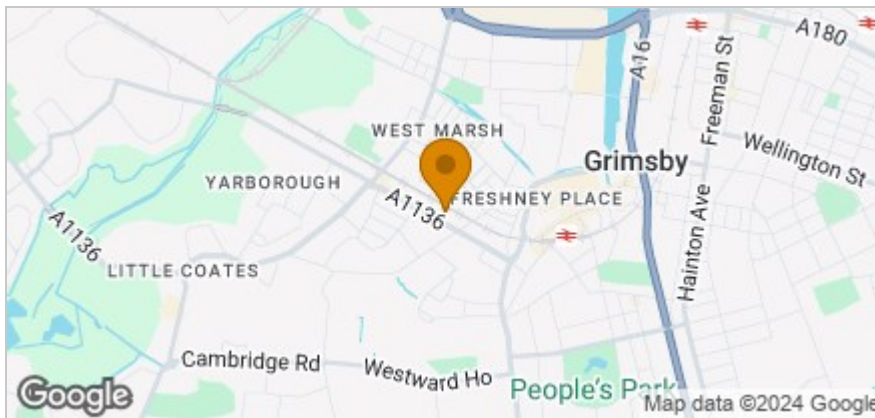 A180
A16
Freeman St
WEST MARSH
Wellington St
Grimsby
YARBOROUGH
FRESHNEY PLACE
A1136
A1136
Hainton Ave
LITTLE COATES
Cambridge Rd
Westward Ho
People's Park
Google
Map data ©2024 Google